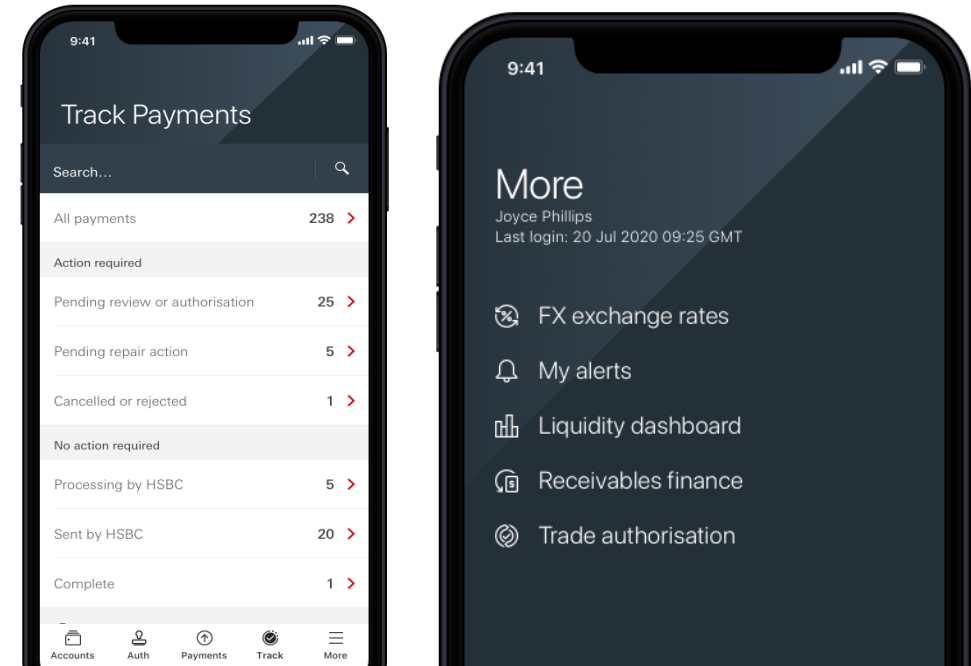 9:41
Track Payments
Search...
All payments 238
Action required
Pending review or authorisation 25
Pending repair action 5
Cancelled or rejected 1
No action required
Processing by HSBC 5
Sent by HSBC 20
Complete 1
Accounts Auth Payments Track More
9:41
More
Joyce Phillips
Last login: 20 Jul 2020 09:25 GMT
FX exchange rates
My alerts
Liquidity dashboard
Receivables finance
Trade authorisation